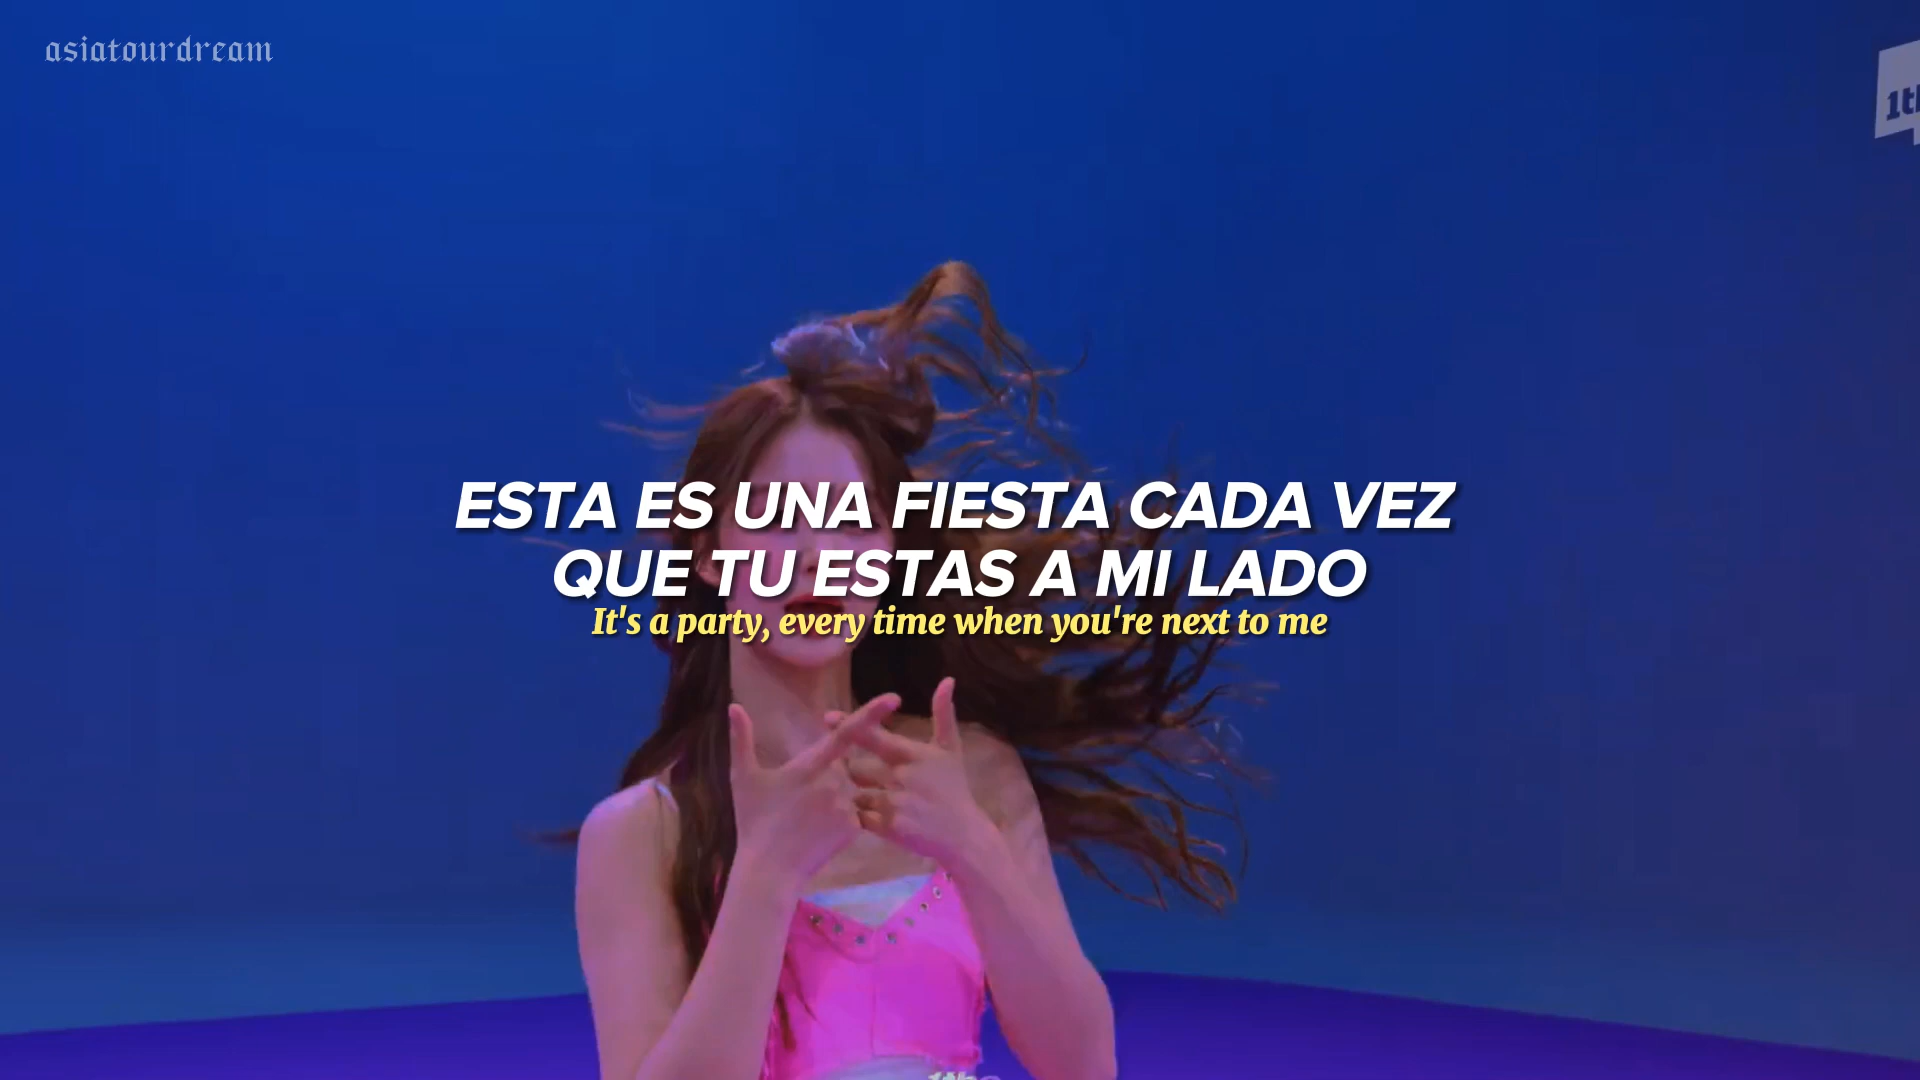 asiatourdream
ESTA ES UNA FIESTA CADA VEZ
QUE TU ESTAS A MI LADO
It's a party, every time when you're next to me